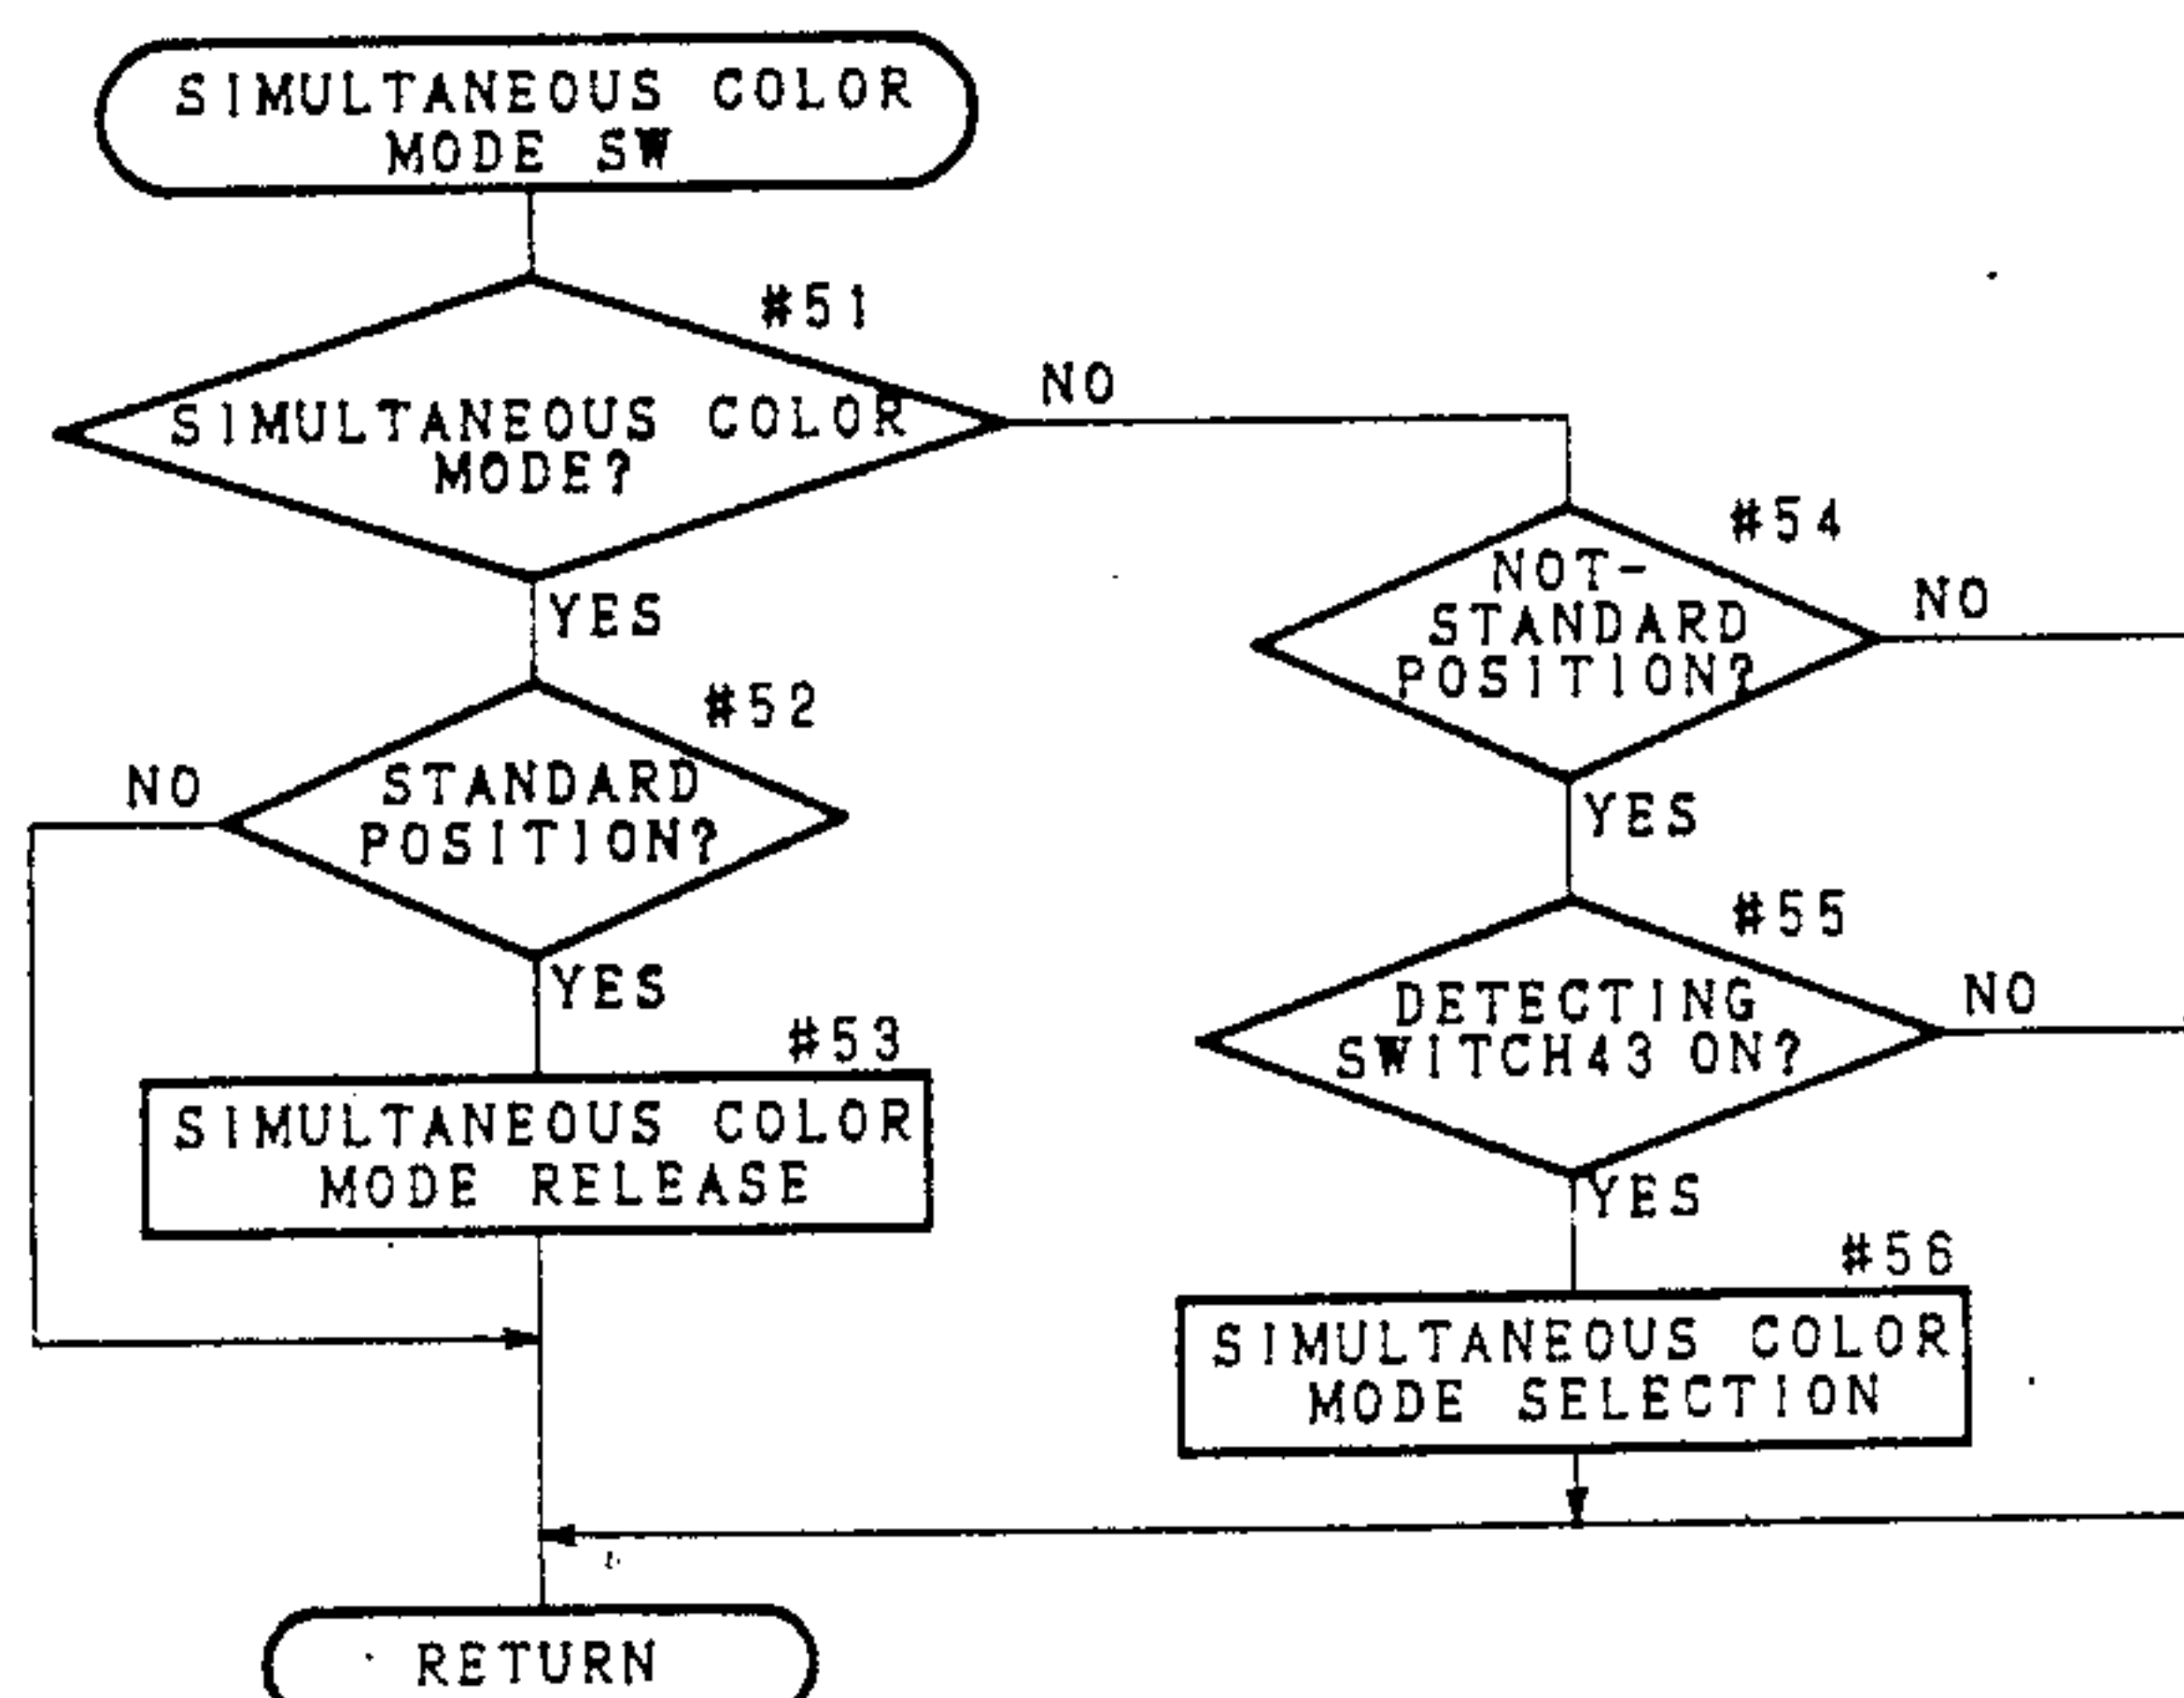 SIMULTANEOUS COLOR
MODE SW
#51
SIMULTANEOUS COLOR
MODE?
NO
YES
#52
STANDARD
POSITION?
NO
YES
#53
SIMULTANEOUS COLOR
MODE RELEASE
#54
NOT-
STANDARD
POSITION?
NO
YES
#55
DETECTING
SWITCH43 ON?
NO
YES
#56
SIMULTANEOUS COLOR
MODE SELECTION
RETURN